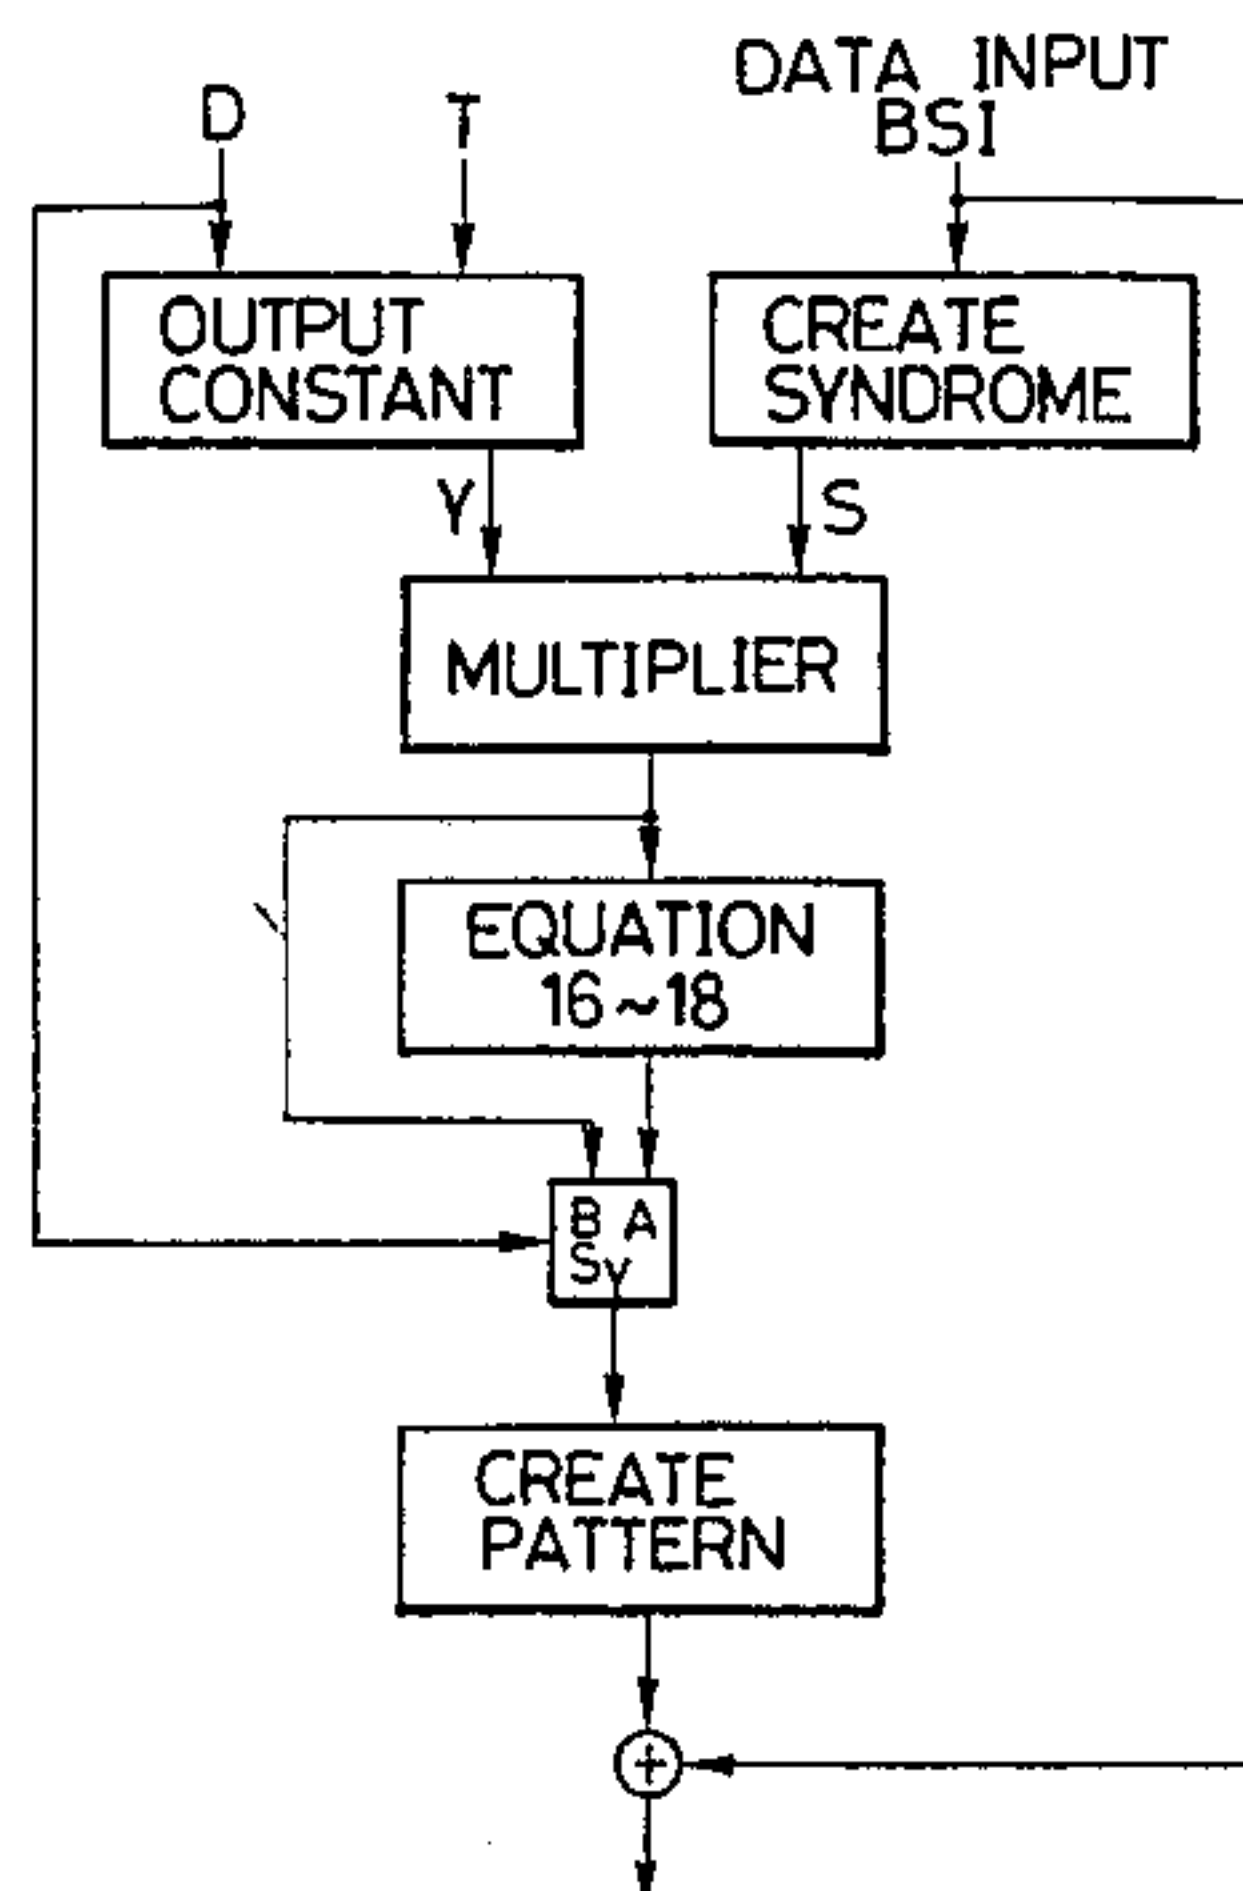 D
T
DATA INPUT
BSI
OUTPUT
CONSTANT
CREATE
SYNDROME
Y
S
MULTIPLIER
EQUATION
16~18
B A
Sy
CREATE
PATTERN
+